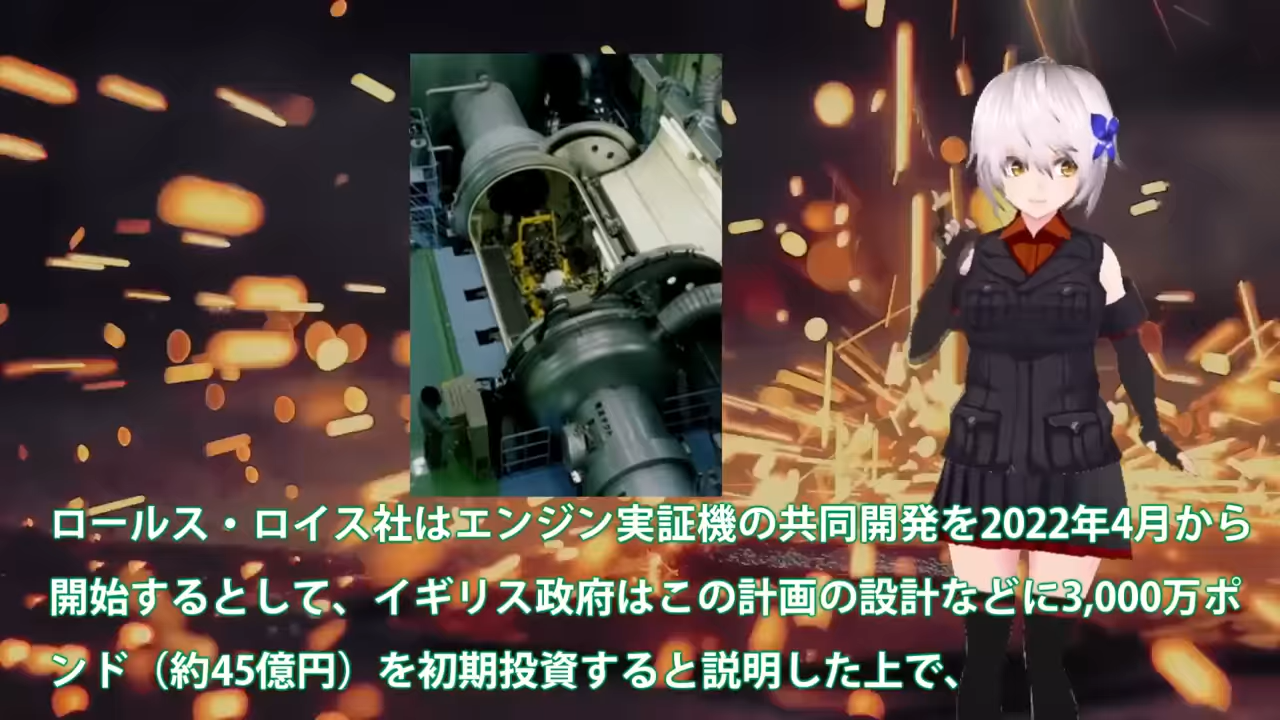 ロールス・ロイス社はエンジン実証機の共同開発を2022年4月から
開始するとして、イギリス政府はこの計画の設計などに3,000万ポ
ンド（約45億円）を初期投資すると説明した上で、